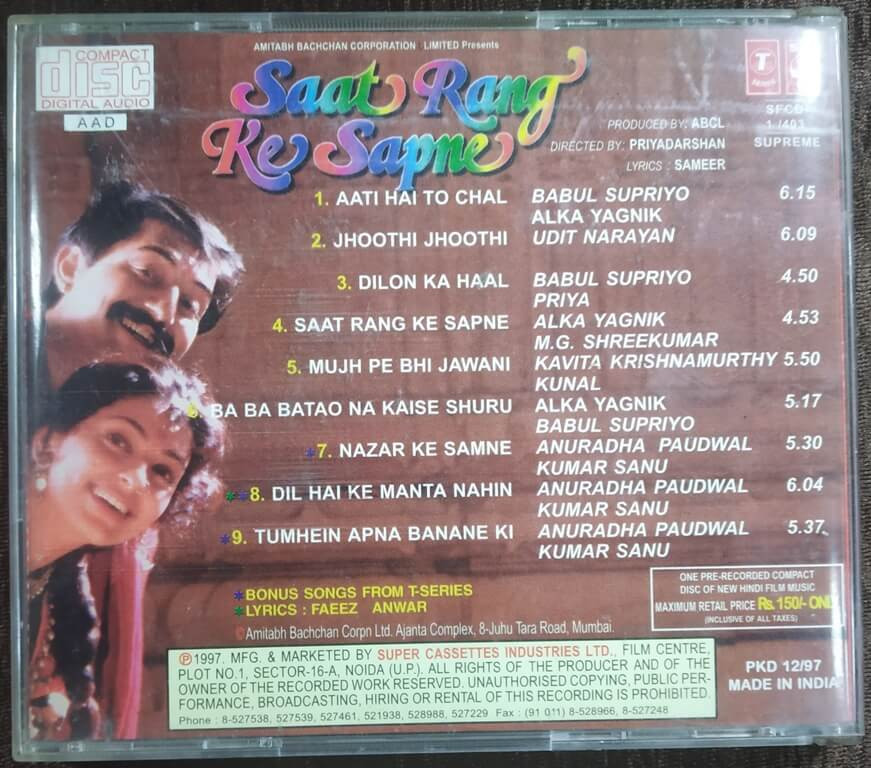 COMPACT
disc
DIGITAL AUDIO
AAD
AMITABH BACHCHAN CORPORATION LIMITED Presents
Saat Rang
Ke Sapne
T
SERIES
PRODUCED BY: ABCL
DIRECTED BY: PRIYADARSHAN
LYRICS : SAMEER
SUPREME
1. AATI HAI TO CHAL BABUL SUPRIYO 6.15
ALKA YAGNIK
2. JHOOTHI JHOOTHI UDIT NARAYAN 6.09
3. DILON KA HAAL BABUL SUPRIYO 4.50
PRIYA
4. SAAT RANG KE SAPNE ALKA YAGNIK 4.53
M.G. SHREEKUMAR
5. MUJH PE BHI JAWANI KAVITA KRISHNAMURTHY 5.50
KUNAL
6. BA BA BATAO NA KAISE SHURU ALKA YAGNIK 5.17
BABUL SUPRIYO
*7. NAZAR KE SAMNE ANURADHA PAUDWAL 5.30
KUMAR SANU
**8. DIL HAI KE MANTA NAHIN ANURADHA PAUDWAL 6.04
KUMAR SANU
*9. TUMHEIN APNA BANANE KI ANURADHA PAUDWAL 5.37
KUMAR SANU
*BONUS SONGS FROM T-SERIES
*LYRICS : FAEEZ ANWAR
©Amitabh Bachchan Corpn Ltd. Ajanta Complex, 8-Juhu Tara Road, Mumbai.
ONE PRE-RECORDED COMPACT
DISC OF NEW HINDI FILM MUSIC
MAXIMUM RETAIL PRICE Rs. 150/- ONLY
(INCLUSIVE OF ALL TAXES)
℗1997. MFG. & MARKETED BY SUPER CASSETTES INDUSTRIES LTD., FILM CENTRE,
PLOT NO.1, SECTOR-16-A, NOIDA (U.P.). ALL RIGHTS OF THE PRODUCER AND OF THE
OWNER OF THE RECORDED WORK RESERVED. UNAUTHORISED COPYING, PUBLIC PER-
FORMANCE, BROADCASTING, HIRING OR RENTAL OF THIS RECORDING IS PROHIBITED.
Phone : 8-527538, 527539, 527461, 521938, 528988, 527229 Fax : (91 011) 8-528966, 8-527248
PKD 12/97
MADE IN INDIA